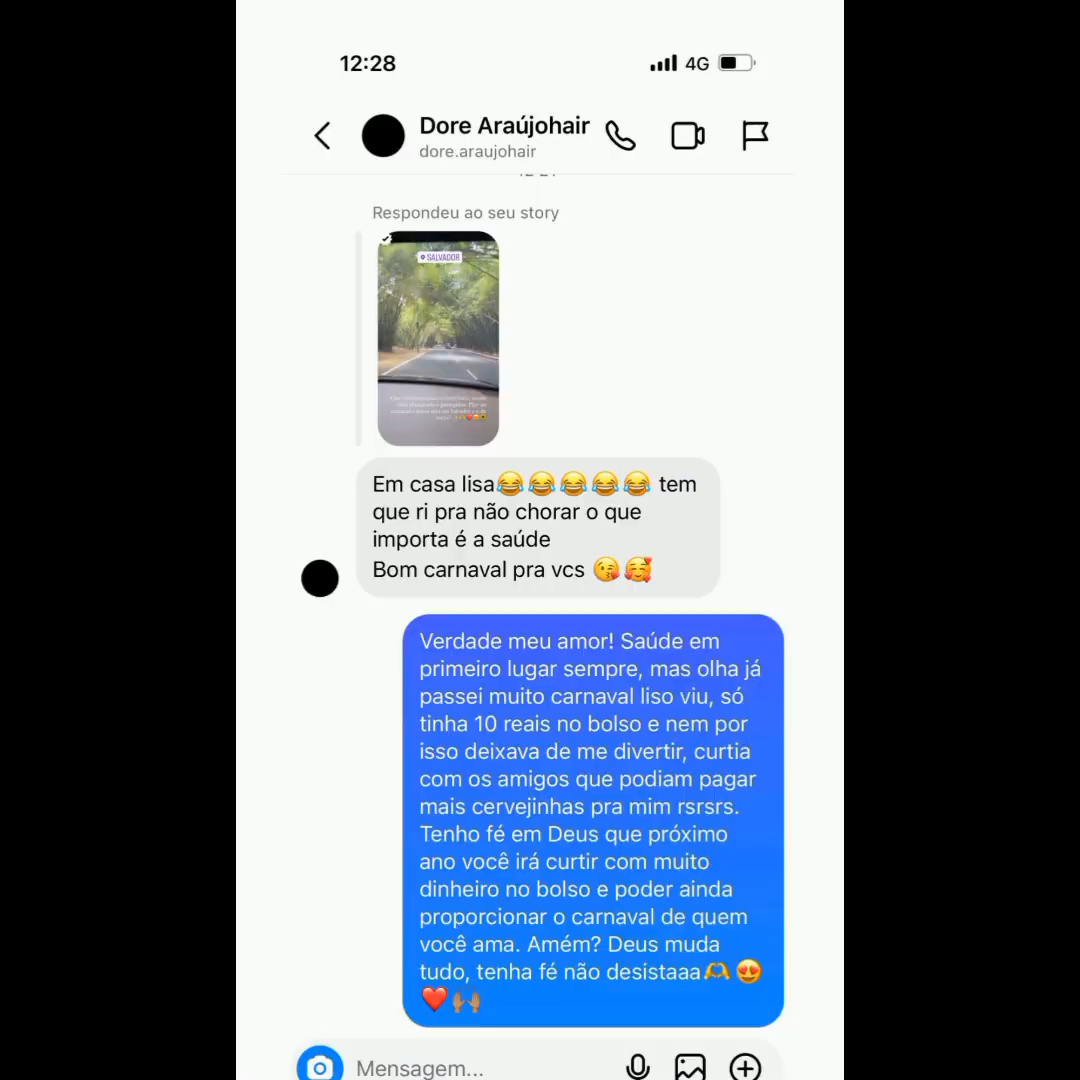 12:28
4G
Dore Araújohair
dore.araujohair
Respondeu ao seu story
SALVADOR
Em casa lisa😂😂😂😂😂 tem
que ri pra não chorar o que
importa é a saúde
Bom carnaval pra vcs 😘🥰
Verdade meu amor! Saúde em
primeiro lugar sempre, mas olha já
passei muito carnaval liso viu, só
tinha 10 reais no bolso e nem por
isso deixava de me divertir, curtia
com os amigos que podiam pagar
mais cervejinhas pra mim rsrsrs.
Tenho fé em Deus que próximo
ano você irá curtir com muito
dinheiro no bolso e poder ainda
proporcionar o carnaval de quem
você ama. Amém? Deus muda
tudo, tenha fé não desistaaa🫶🏽😍
❤️🙌🏽
Mensagem...